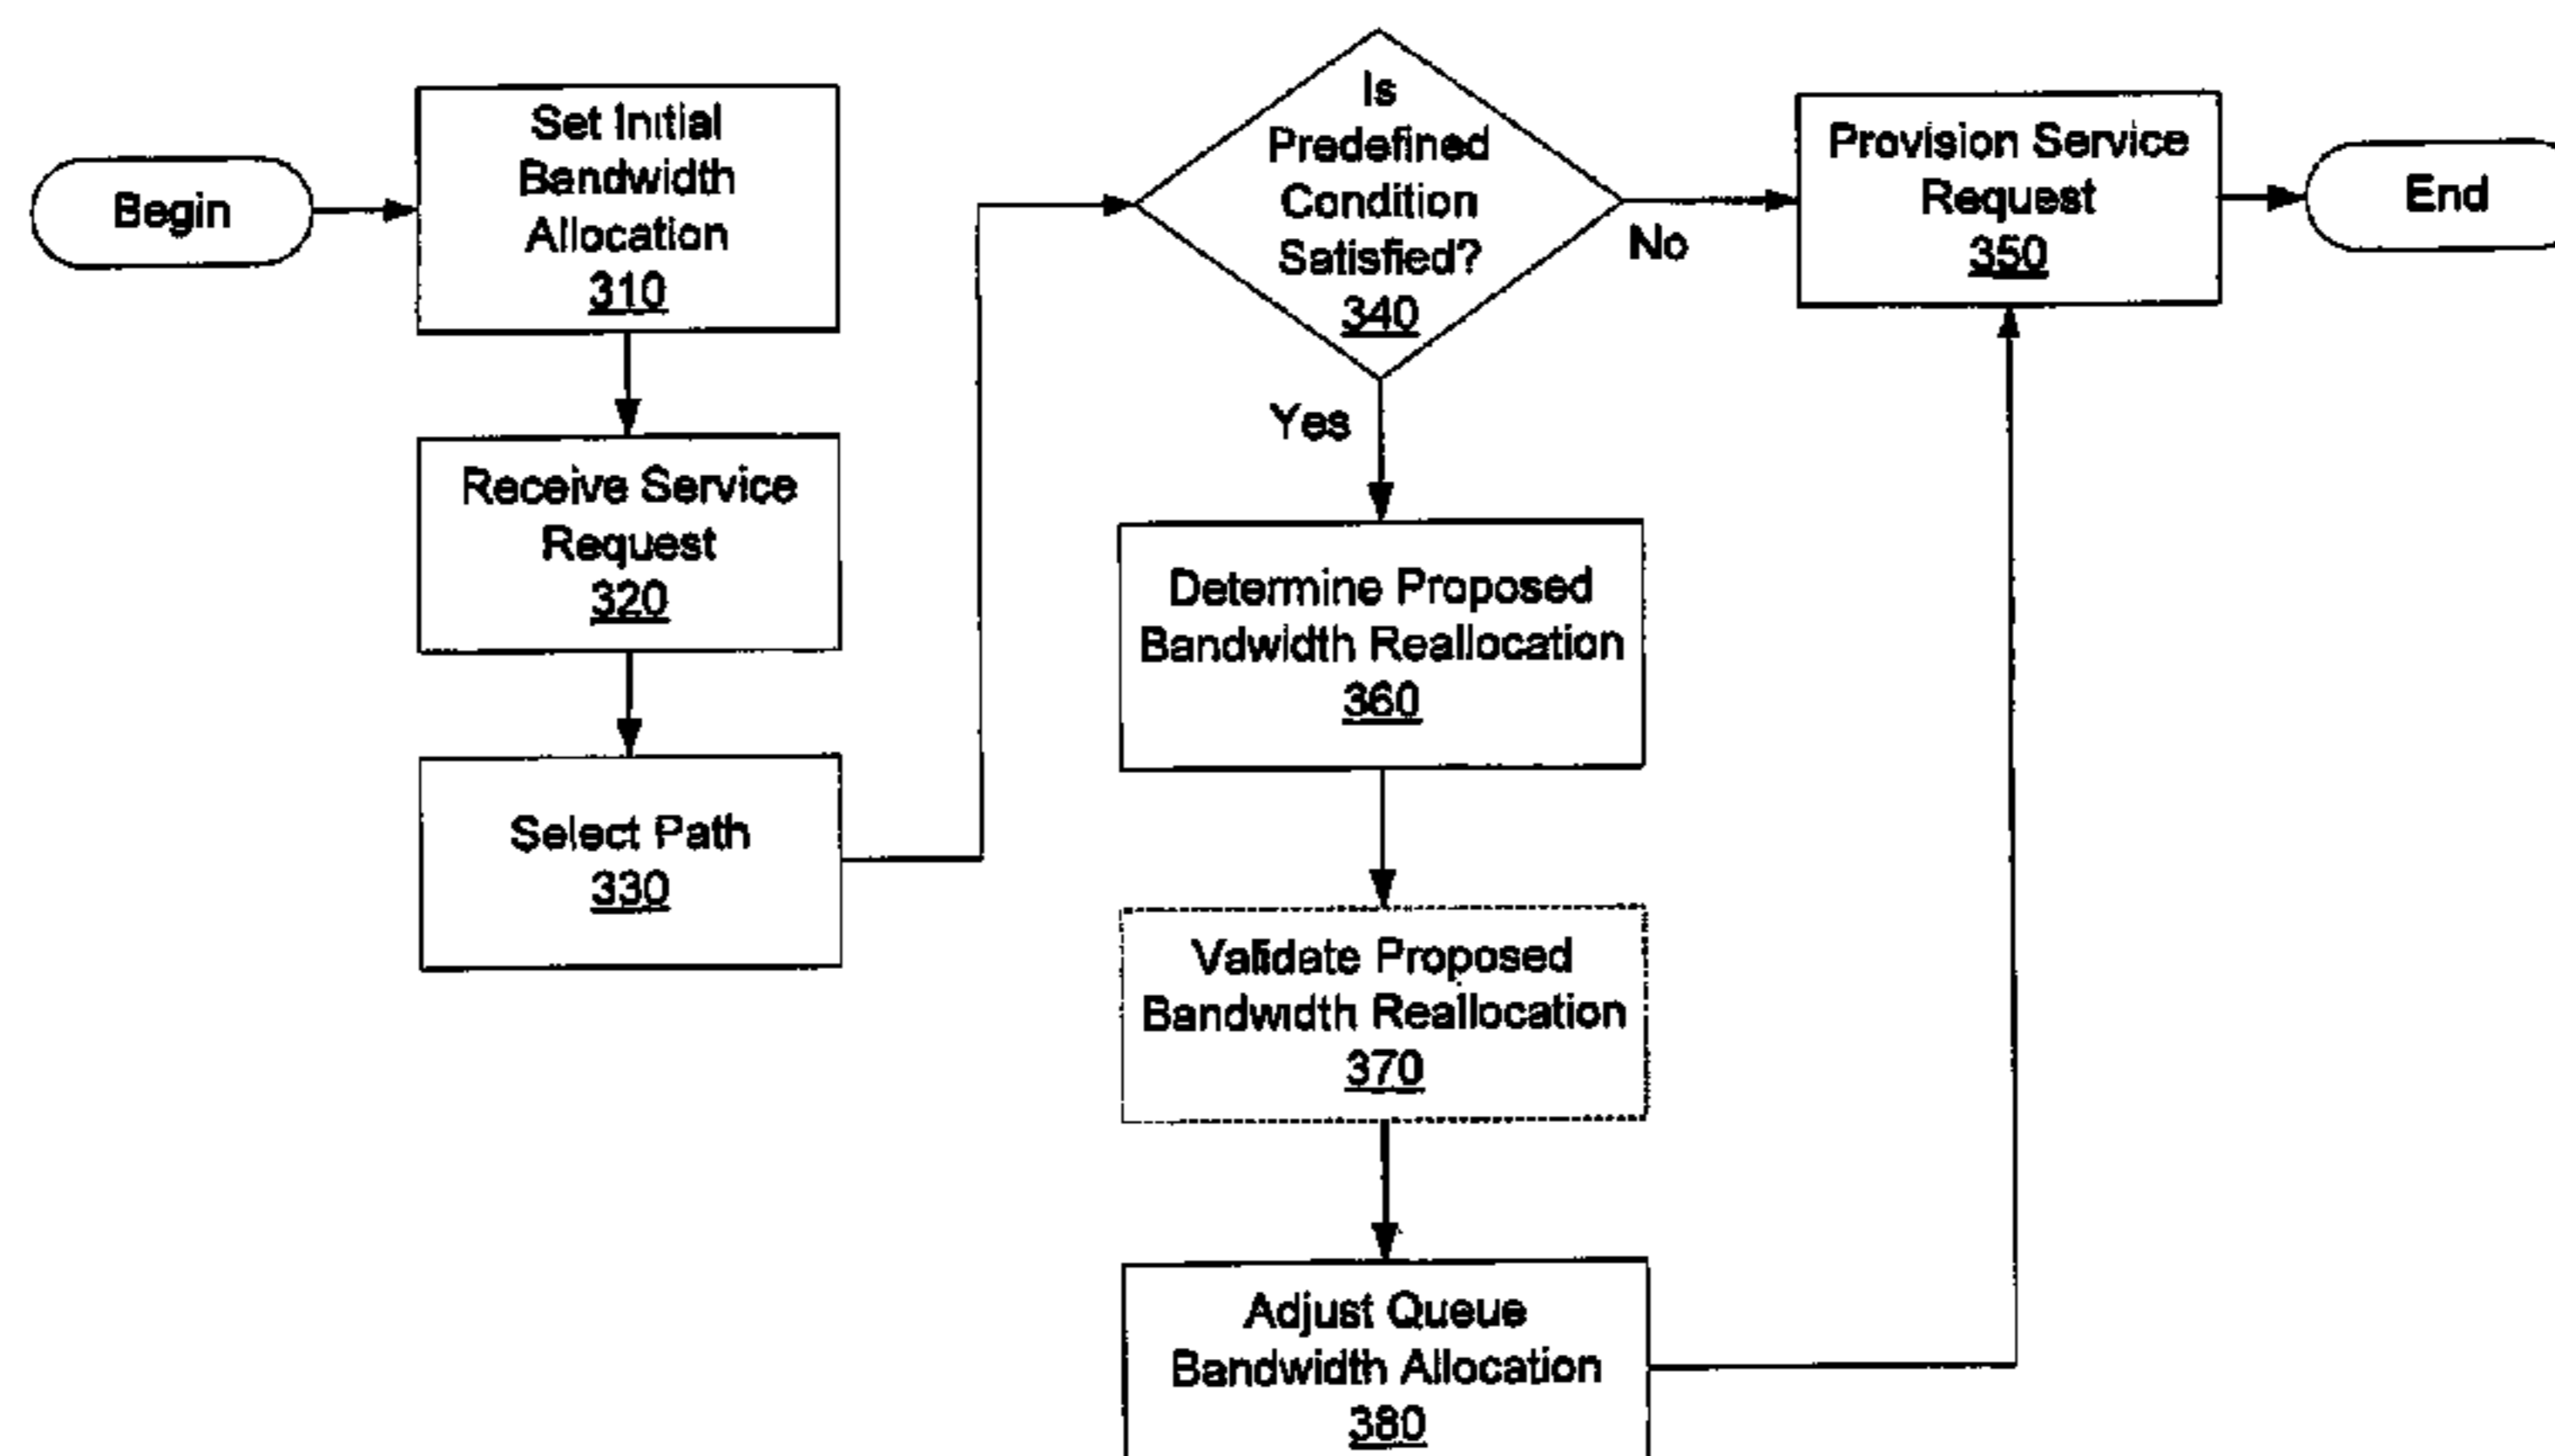 Begin
Set Initial
Bandwidth
Allocation
310
Receive Service
Request
320
Select Path
330
Is
Predefined
Condition
Satisfied?
340
No
Yes
Provision Service
Request
350
End
Determine Proposed
Bandwidth Reallocation
360
Validate Proposed
Bandwidth Reallocation
370
Adjust Queue
Bandwidth Allocation
380